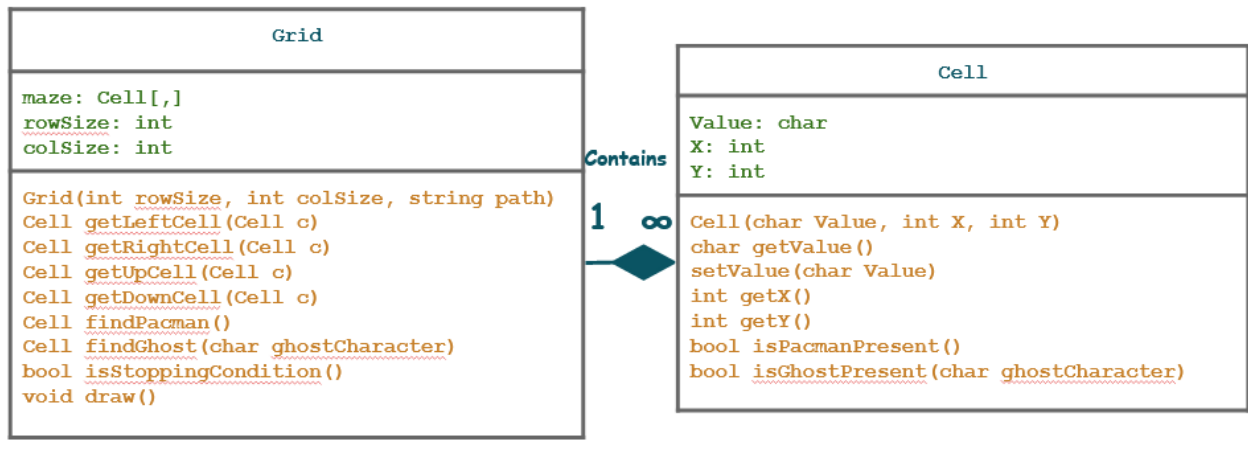 Grid
maze: Cell[,]
rowSize: int
colSize: int
Grid(int rowSize, int colSize, string path)
Cell getLeftCell(Cell c)
Cell getRightCell(Cell c)
Cell getUpCell(Cell c)
Cell getDownCell(Cell c)
Cell findPacman()
Cell findGhost(char ghostCharacter)
bool isStoppingCondition()
void draw()
Contains
1 ∞
Cell
Value: char
X: int
Y: int
Cell(char Value, int X, int Y)
char getValue()
setValue(char Value)
int getX()
int getY()
bool isPacmanPresent()
bool isGhostPresent(char ghostCharacter)